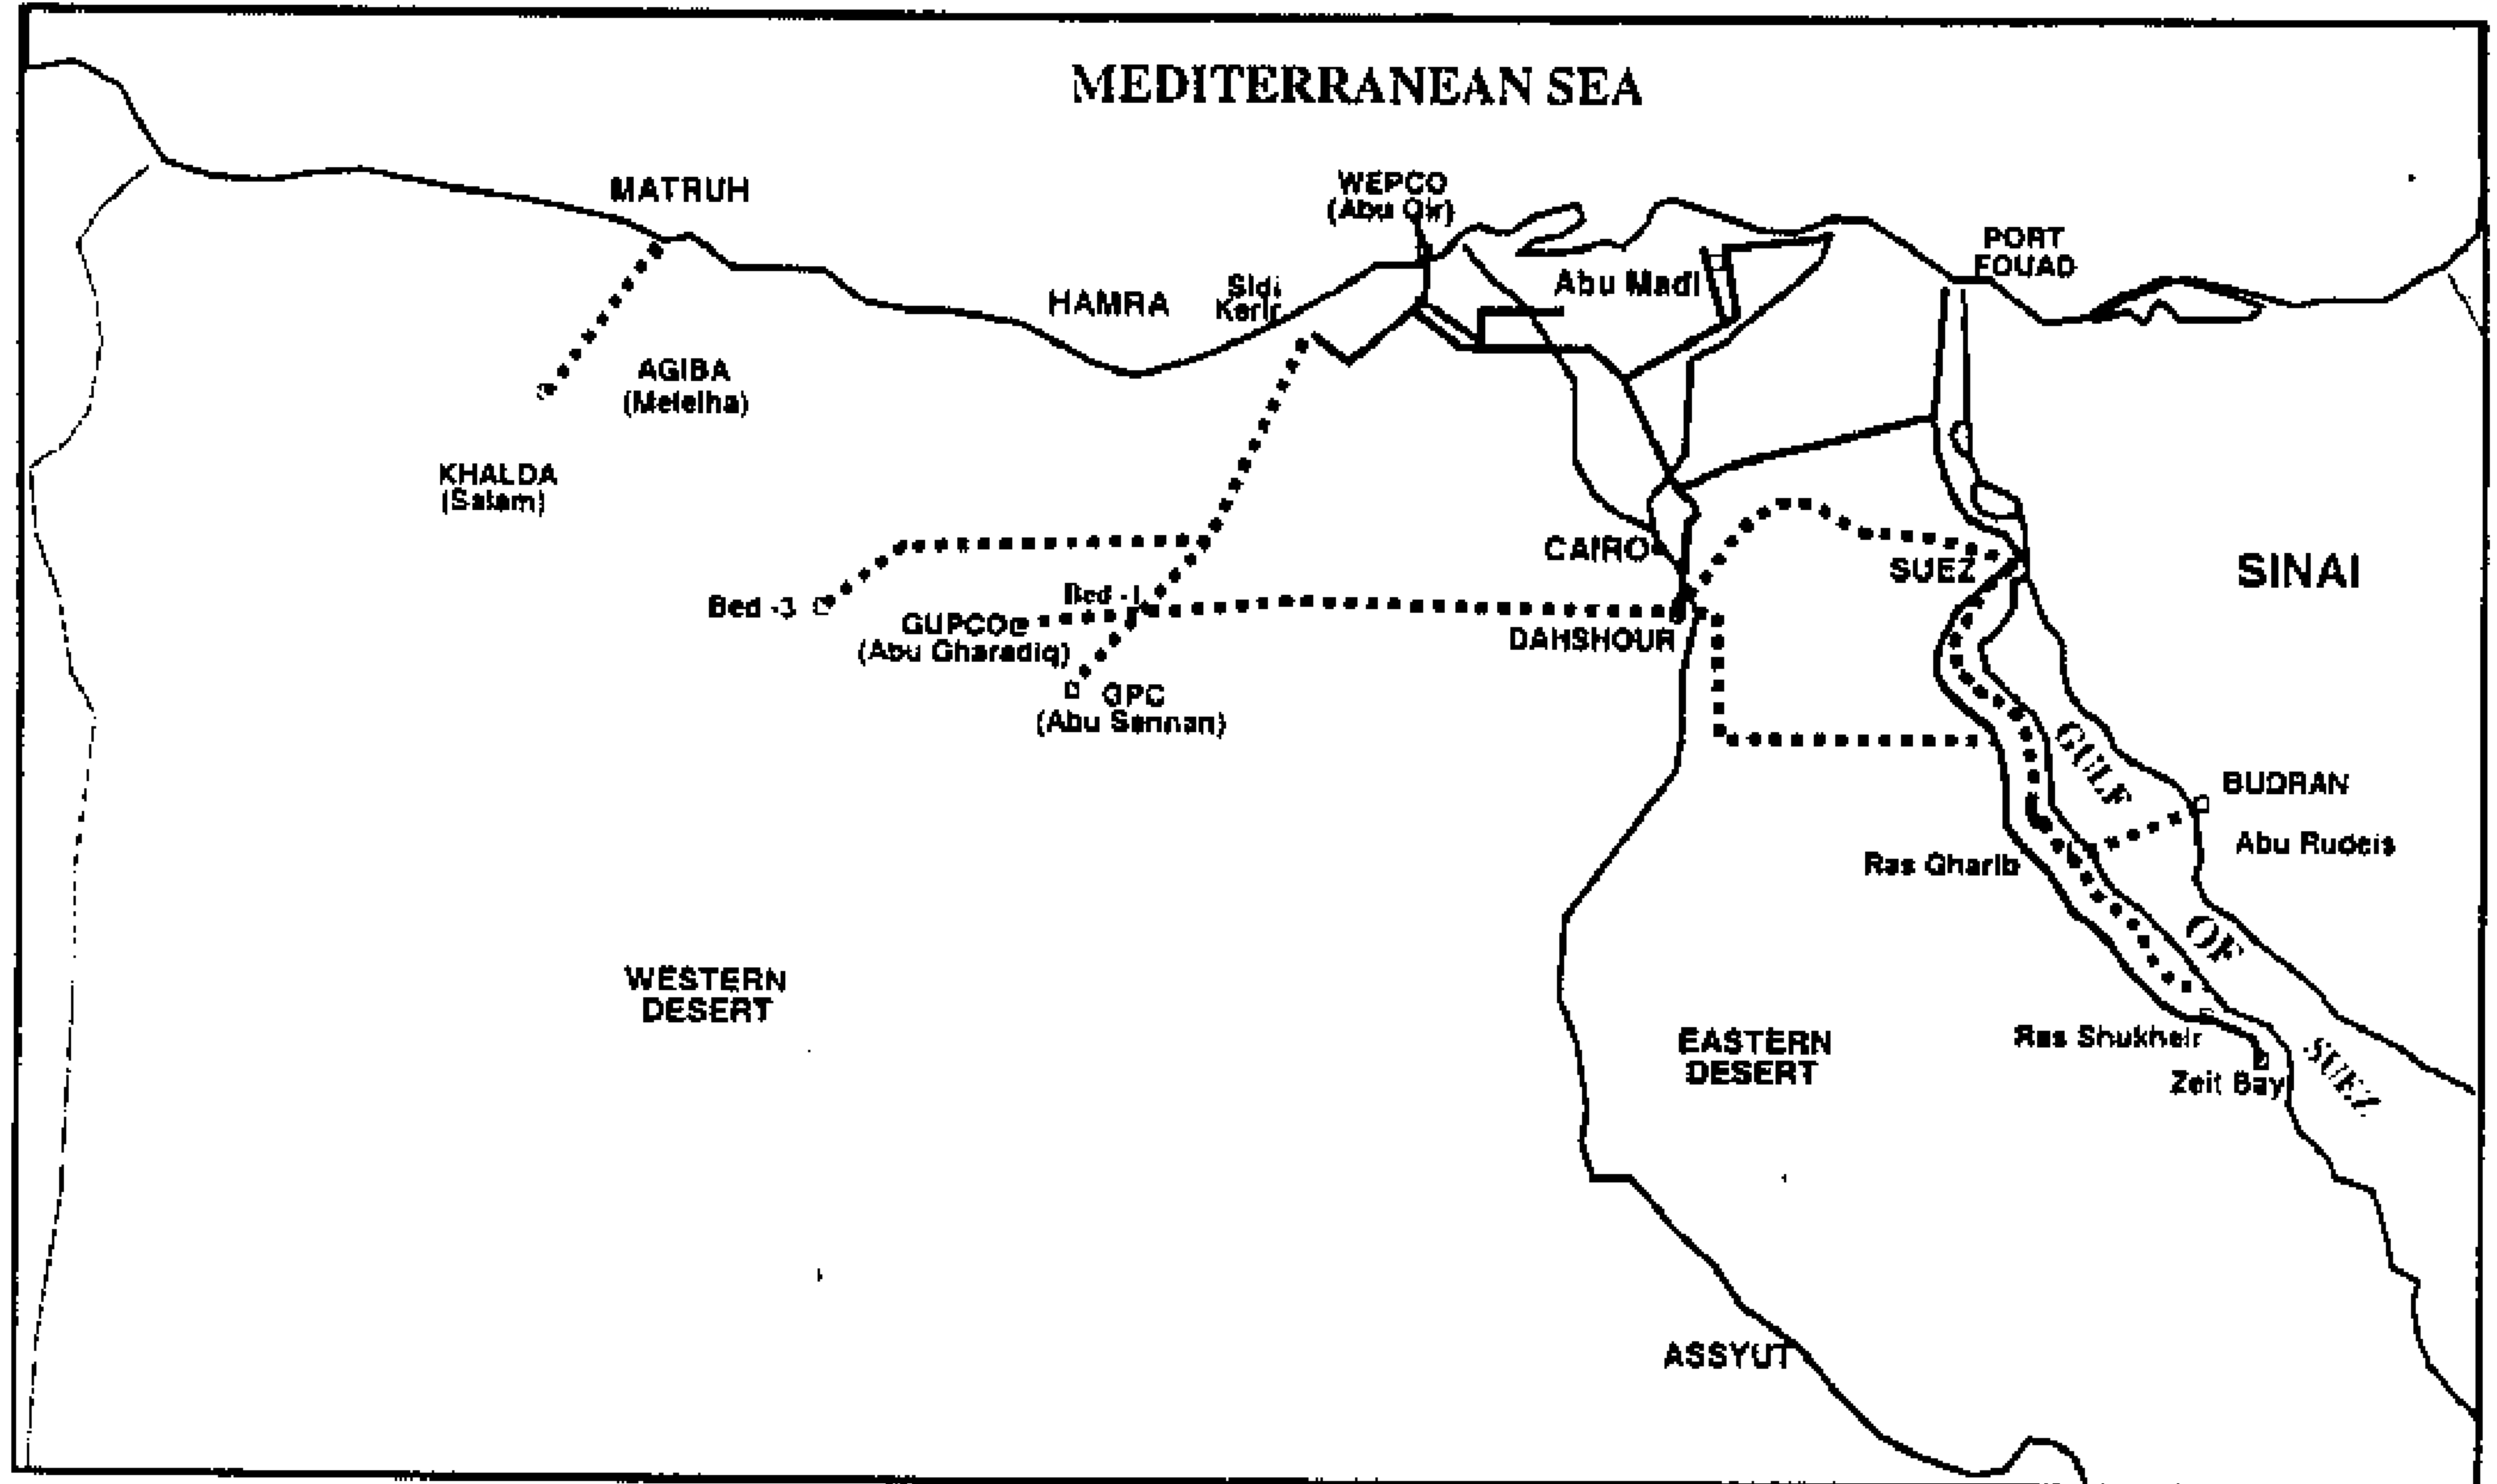 MEDITERRANEAN SEA
MATRUH
WEPCO
(Abu Qir)
PORT
FOUAD
HAMRA
Sidi
Kerir
Abu Madi
AGIBA
(Meleiha)
KHALDA
(Salam)
CAIRO
SUEZ
SINAI
Bed -3
Bed -1
GUPCO
(Abu Gharadiq)
DAHSHOUR
GPC
(Abu Sennan)
GULF
OF
SUEZ
BUDRAN
Abu Rudeis
Ras Gharib
WESTERN
DESERT
EASTERN
DESERT
Ras Shukheir
Zeit Bay
ASSYUT